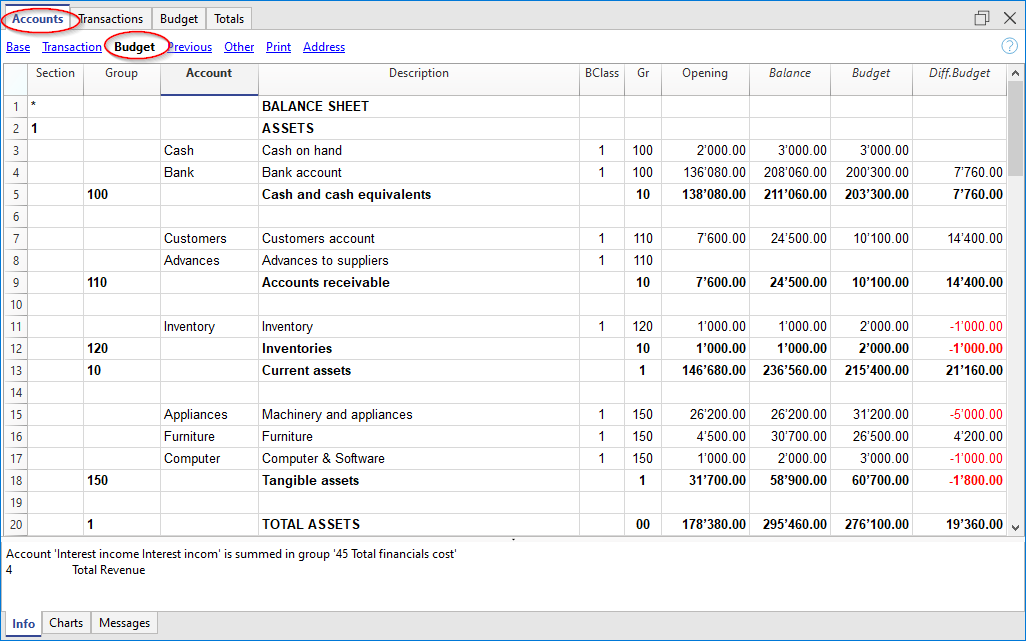 Accounts Transactions Budget Totals
Base Transaction Budget Previous Other Print Address ?
Section Group Account Description BClass Gr Opening Balance Budget Diff.Budget
1 * BALANCE SHEET
2 1 ASSETS
3 Cash Cash on hand 1 100 2’000.00 3’000.00 3’000.00
4 Bank Bank account 1 100 136’080.00 208’060.00 200’300.00 7’760.00
5 100 Cash and cash equivalents 10 138’080.00 211’060.00 203’300.00 7’760.00
6
7 Customers Customers account 1 110 7’600.00 24’500.00 10’100.00 14’400.00
8 Advances Advances to suppliers 1 110
9 110 Accounts receivable 10 7’600.00 24’500.00 10’100.00 14’400.00
10
11 Inventory Inventory 1 120 1’000.00 1’000.00 2’000.00 -1’000.00
12 120 Inventories 10 1’000.00 1’000.00 2’000.00 -1’000.00
13 10 Current assets 1 146’680.00 236’560.00 215’400.00 21’160.00
14
15 Appliances Machinery and appliances 1 150 26’200.00 26’200.00 31’200.00 -5’000.00
16 Furniture Furniture 1 150 4’500.00 30’700.00 26’500.00 4’200.00
17 Computer Computer & Software 1 150 1’000.00 2’000.00 3’000.00 -1’000.00
18 150 Tangible assets 1 31’700.00 58’900.00 60’700.00 -1’800.00
19
20 1 TOTAL ASSETS 00 178’380.00 295’460.00 276’100.00 19’360.00
Account 'Interest income Interest incom' is summed in group '45 Total financials cost'
4 Total Revenue
Info Charts Messages